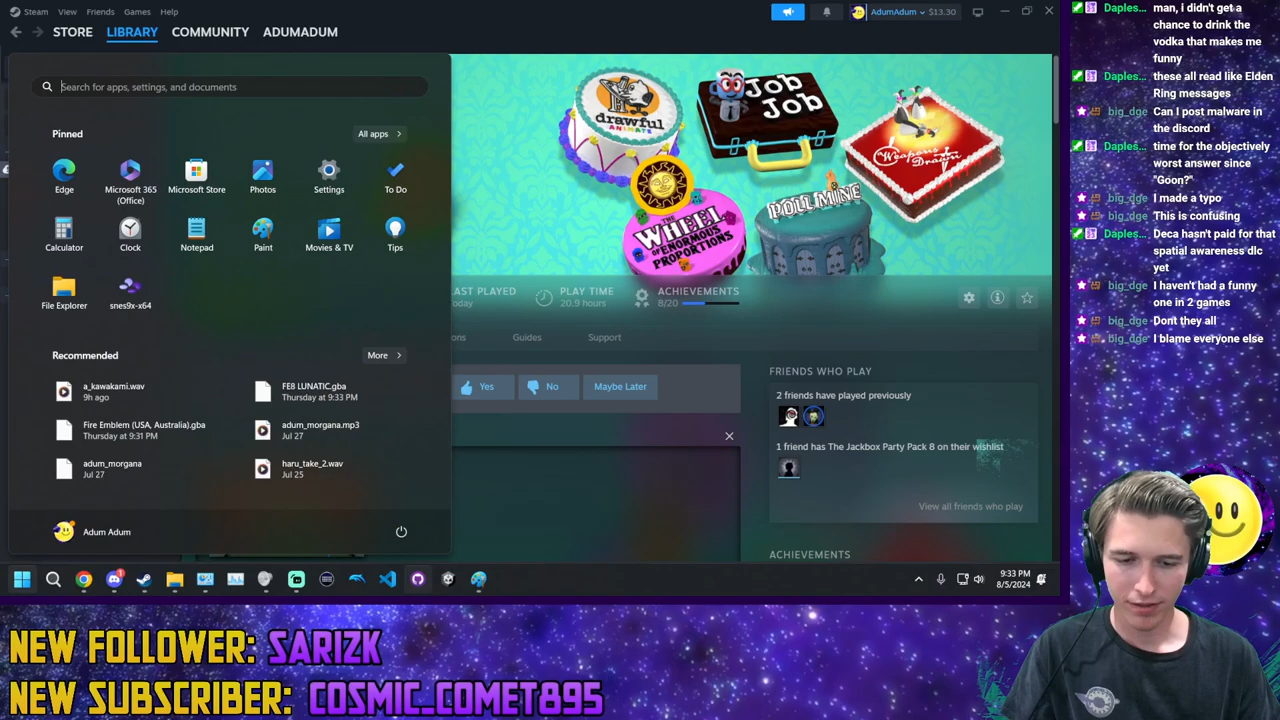 Steam View Friends Games Help
AdumAdum $13.30
STORE LIBRARY COMMUNITY ADUMADUM
Search for apps, settings, and documents
Pinned
All apps
Edge
Microsoft 365
(Office)
Microsoft Store
Photos
Settings
To Do
Calculator
Clock
Notepad
Paint
Movies & TV
Tips
File Explorer
snes9x-x64
Recommended
More
a_kawakami.wav
9h ago
FE8 LUNATIC.gba
Thursday at 9:33 PM
Fire Emblem (USA, Australia).gba
Thursday at 9:31 PM
adum_morgana.mp3
Jul 27
adum_morgana
Jul 27
haru_take_2.wav
Jul 25
Adum Adum
drawful
ANIMATE
Job
Job
Weapons
Drawn
THE
WHEEL
OF ENORMOUS
PROPORTIONS
POLL MINE
LAST PLAYED
oday
PLAY TIME
20.9 hours
ACHIEVEMENTS
8/20
ons
Guides
Support
Yes
No
Maybe Later
FRIENDS WHO PLAY
2 friends have played previously
1 friend has The Jackbox Party Pack 8 on their wishlist
View all friends who play
ACHIEVEMENTS
9:33 PM
8/5/2024
Daples... man, i didn't get a
chance to drink the
vodka that makes me
funny
Daples... these all read like Elden
Ring messages
big_dge Can I post malware in
the discord
Daples... time for the objectively
worst answer since
"Goon?"
big_dge I made a typo
big_dge This is confusing
Daples... Deca hasn't paid for that
spatial awareness dlc
yet
big_dge I haven't had a funny
one in 2 games
big_dge Dont they all
big_dge I blame everyone else
NEW FOLLOWER: SARIZK
NEW SUBSCRIBER: COSMIC_COMET895